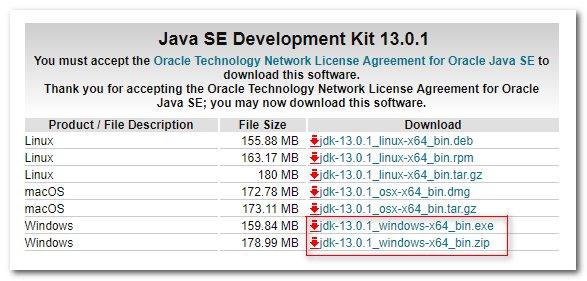 Java SE Development Kit 13.0.1
You must accept the Oracle Technology Network License Agreement for Oracle Java SE to
download this software.
Thank you for accepting the Oracle Technology Network License Agreement for Oracle
Java SE; you may now download this software.
Product / File Description File Size Download
Linux 155.88 MB jdk-13.0.1_linux-x64_bin.deb
Linux 163.17 MB jdk-13.0.1_linux-x64_bin.rpm
Linux 180 MB jdk-13.0.1_linux-x64_bin.tar.gz
macOS 172.78 MB jdk-13.0.1_osx-x64_bin.dmg
macOS 173.11 MB jdk-13.0.1_osx-x64_bin.tar.gz
Windows 159.84 MB jdk-13.0.1_windows-x64_bin.exe
Windows 178.99 MB jdk-13.0.1_windows-x64_bin.zip